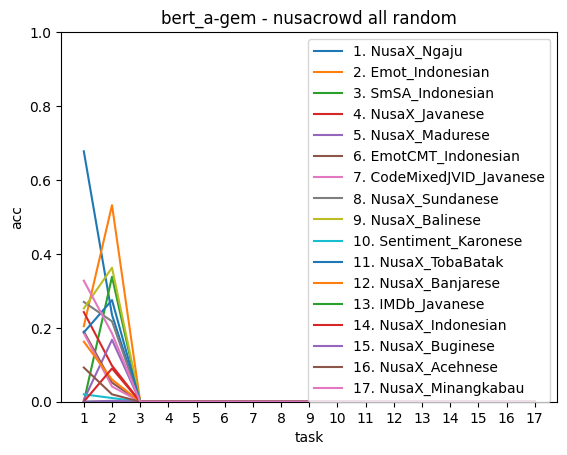 bert_a-gem - nusacrowd all random
1.0
0.8
0.6
0.4
0.2
0.0
acc
1. NusaX_Ngaju
2. Emot_Indonesian
3. SmSA_Indonesian
4. NusaX_Javanese
5. NusaX_Madurese
6. EmotCMT_Indonesian
7. CodeMixedJVID_Javanese
8. NusaX_Sundanese
9. NusaX_Balinese
10. Sentiment_Karonese
11. NusaX_TobaBatak
12. NusaX_Banjarese
13. IMDb_Javanese
14. NusaX_Indonesian
15. NusaX_Buginese
16. NusaX_Acehnese
17. NusaX_Minangkabau
1 2 3 4 5 6 7 8 9 10 11 12 13 14 15 16 17
task